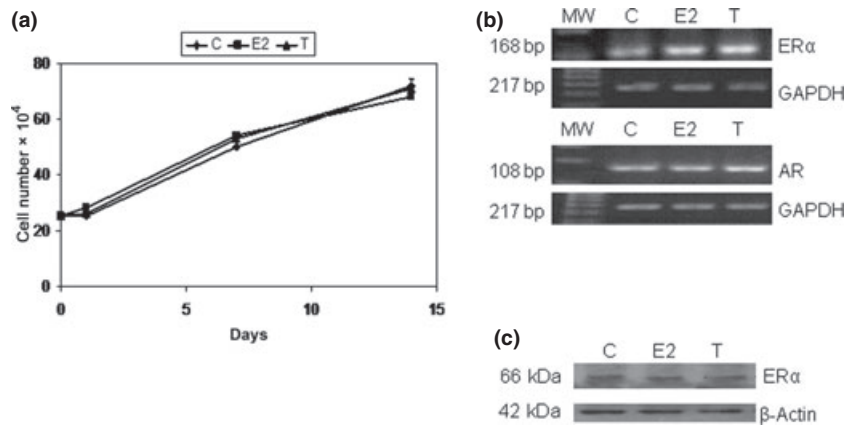 (a)
C E2 T
80
60
40
20
0
Cell number × 10⁴
0 5 10 15
Days
(b)
MW C E2 T
168 bp ERα
217 bp GAPDH
MW C E2 T
108 bp AR
217 bp GAPDH
(c)
C E2 T
66 kDa ERα
42 kDa β-Actin